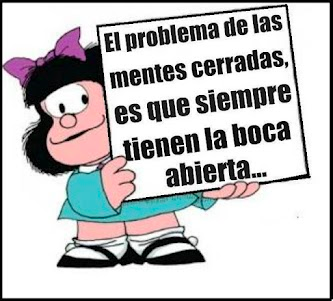 El problema de las
mentes cerradas,
es que siempre
tienen la boca
abierta...